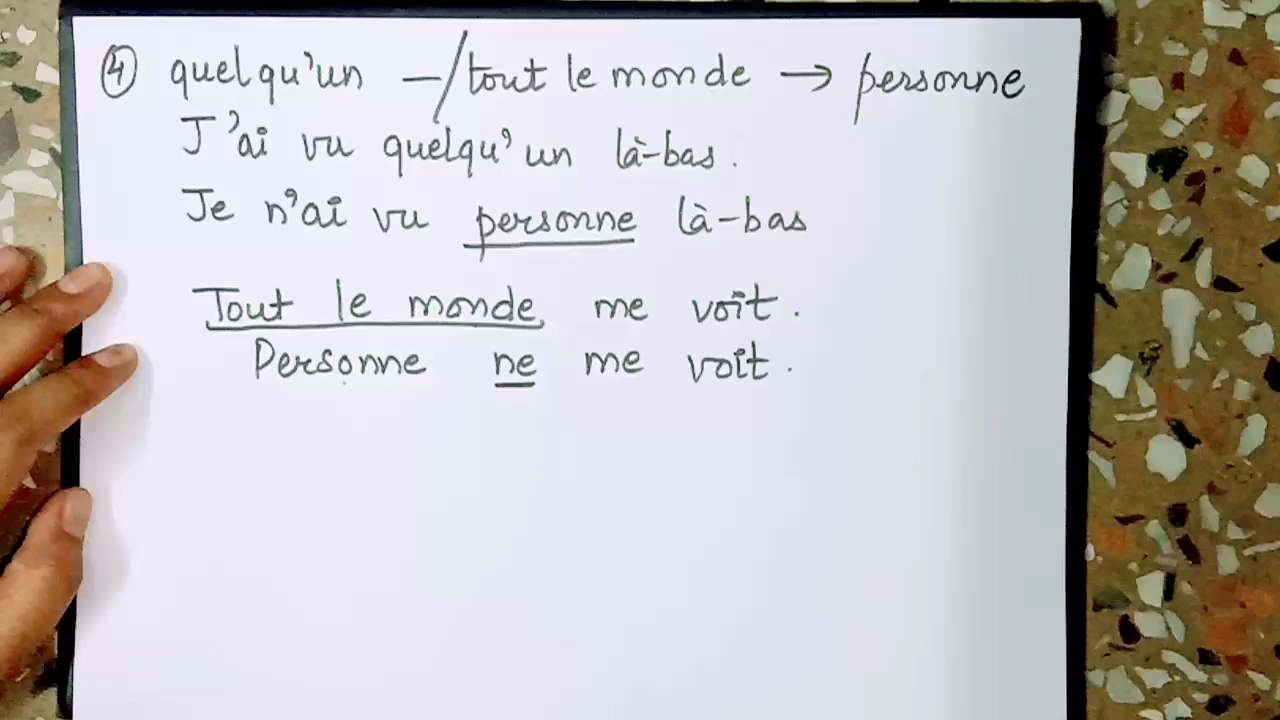 ④ quelqu'un —/tout le monde → personne
J'ai vu quelqu'un là-bas.
Je n'ai vu personne là-bas
Tout le monde me voit.
Personne ne me voit.